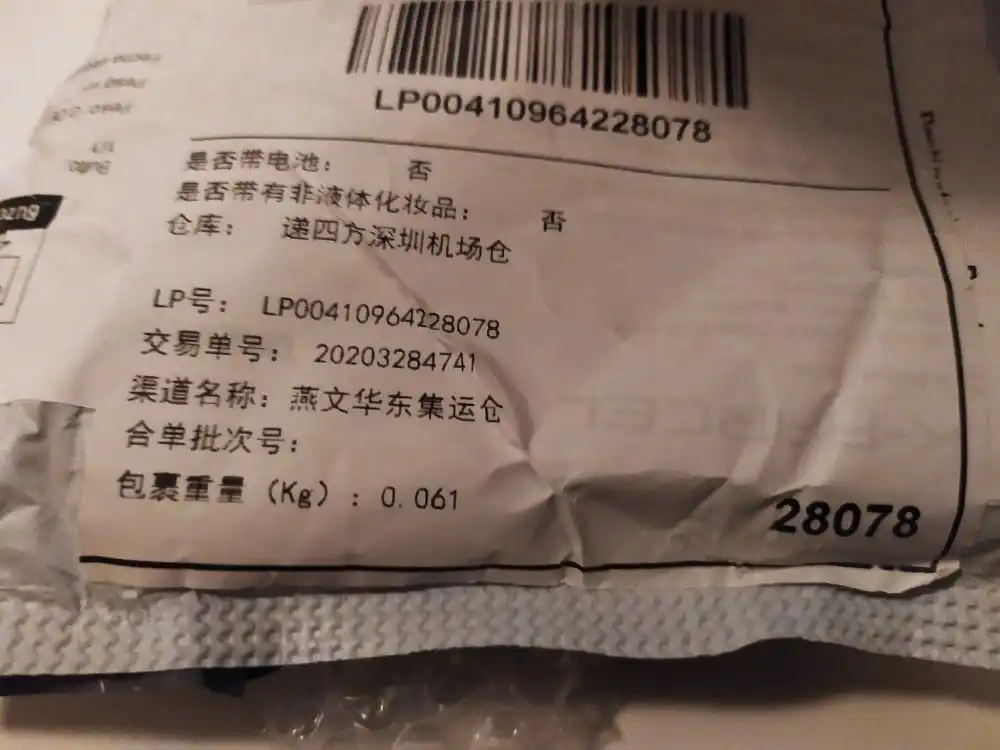 LP00410964228078
是否带电池： 否
是否带有非液体化妆品： 否
仓库： 递四方深圳机场仓
LP号： LP00410964228078
交易单号： 20203284741
渠道名称： 燕文华东集运仓
合单批次号：
包裹重量（Kg）：0.061
28078